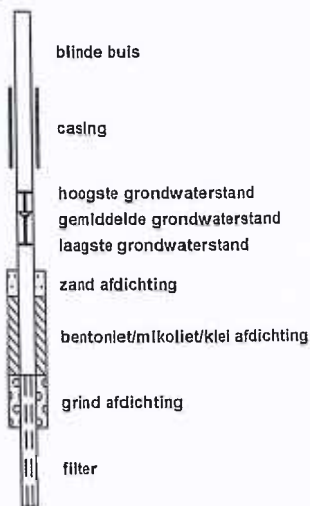 blinde buis
casing
hoogste grondwaterstand
gemiddelde grondwaterstand
laagste grondwaterstand
zand afdichting
bentoniet/mikoliet/klei afdichting
grind afdichting
filter